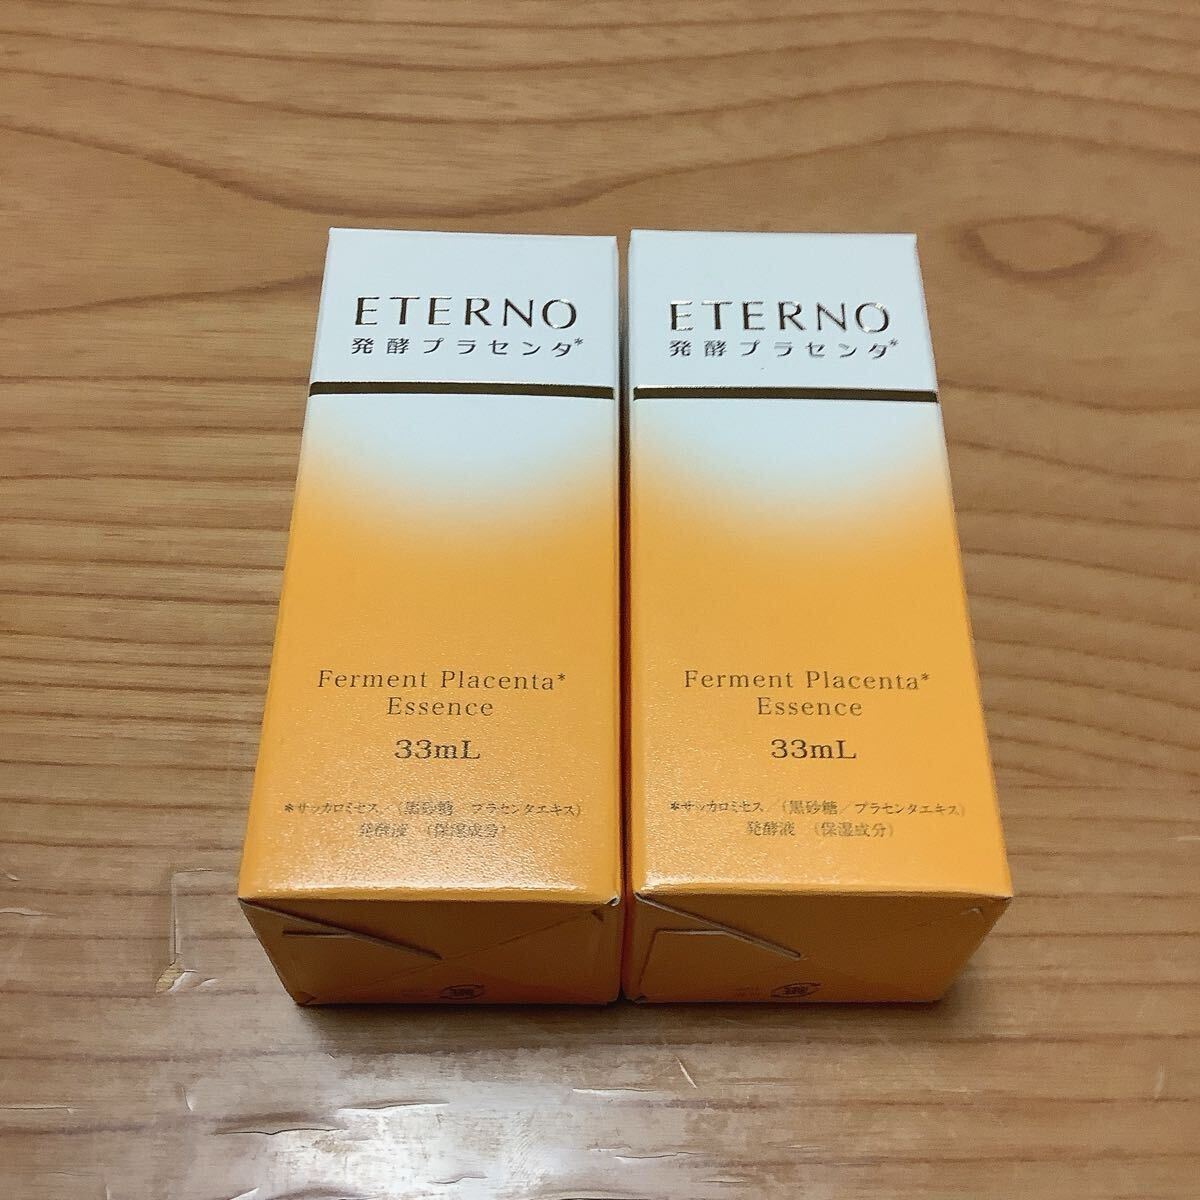 ETERNO
発酵プラセンタ*
Ferment Placenta*
Essence
33mL
*サッカロミセス/(黒砂糖/プラセンタエキス)
発酵液 (保湿成分)
ETERNO
発酵プラセンタ*
Ferment Placenta*
Essence
33mL
*サッカロミセス/(黒砂糖/プラセンタエキス)
発酵液 (保湿成分)